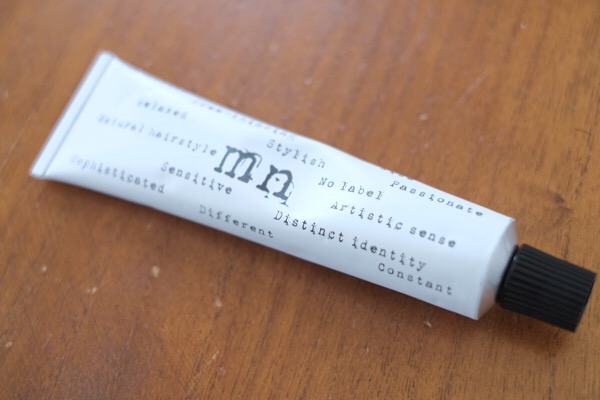 Relaxed
Natural hairstyle
Stylish
mn
No label
Passionate
Sophisticated
Sensitive
Artistic sense
Different
Distinct identity
Constant